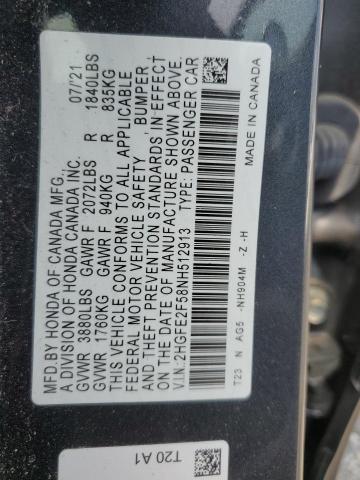 MFD.BY HONDA OF CANADA MFG. 07/21
A DIVISION OF HONDA CANADA INC.
GVWR 3880LBS GAWR F 2072LBS R 1840LBS
GVWR 1760KG GAWR F 940KG R 835KG
THIS VEHICLE CONFORMS TO ALL APPLICABLE
FEDERAL MOTOR VEHICLE SAFETY , BUMPER,
AND THEFT PREVENTION STANDARDS IN EFFECT
ON THE DATE OF MANUFACTURE SHOWN ABOVE.
V.I.N.:2HGFE2F58NH512913 TYPE: PASSENGER CAR
T23 N AG5 -NH904M -Z -H MADE IN CANADA
T20 A1